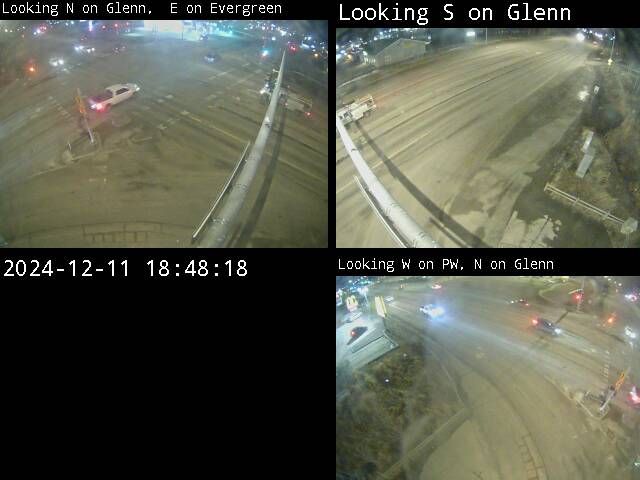 Looking N on Glenn,  E on Evergreen
Looking S on Glenn
2024-12-11 18:48:18
Looking W on PW, N on Glenn